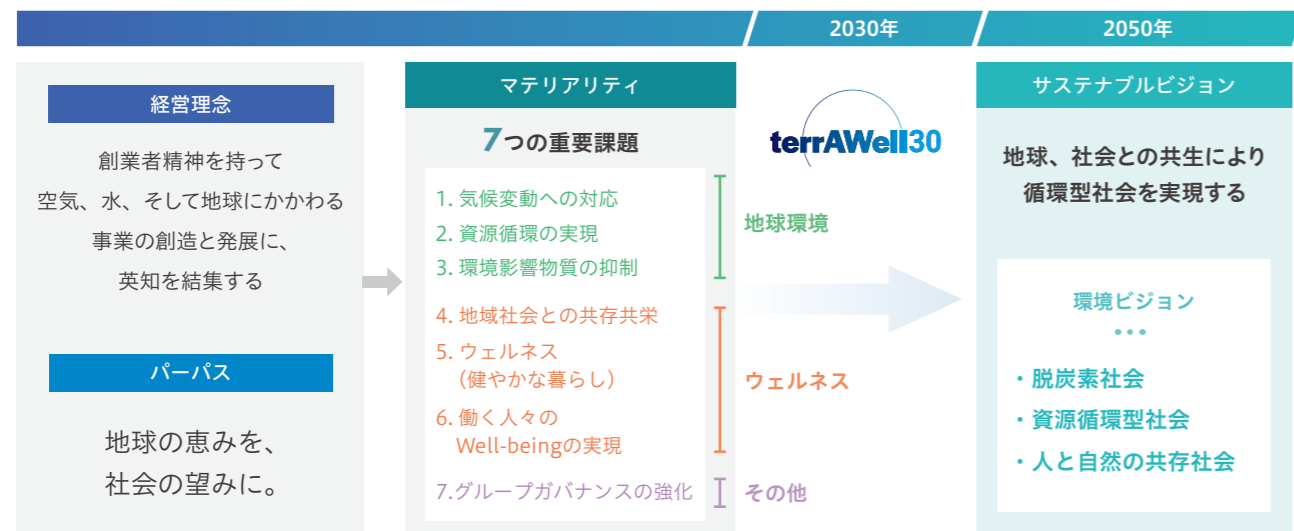 2030年
2050年
経営理念
創業者精神を持って
空気、水、そして地球にかかわる
事業の創造と発展に、
英知を結集する
パーパス
地球の恵みを、
社会の望みに。
マテリアリティ
7つの重要課題
1. 気候変動への対応
2. 資源循環の実現
3. 環境影響物質の抑制
4. 地域社会との共存共栄
5. ウェルネス
（健やかな暮らし）
6. 働く人々の
Well-beingの実現
7.グループガバナンスの強化
terrAWell30
地球環境
ウェルネス
その他
サステナブルビジョン
地球、社会との共生により
循環型社会を実現する
環境ビジョン
・脱炭素社会
・資源循環型社会
・人と自然の共存社会